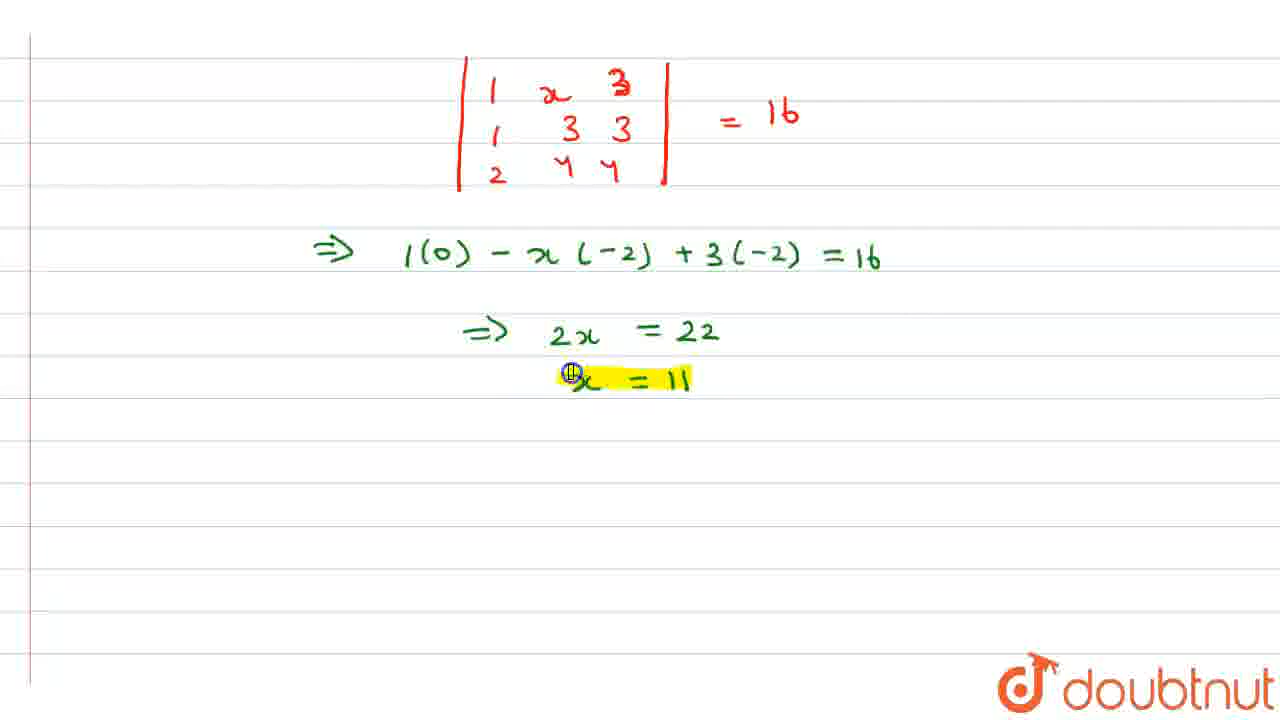 | 1 x 3 |
| 1 3 3 | = 16
| 2 4 4 |
⇒ 1(0) - x (-2) + 3(-2) = 16
⇒ 2x = 22
x = 11
doubtnut